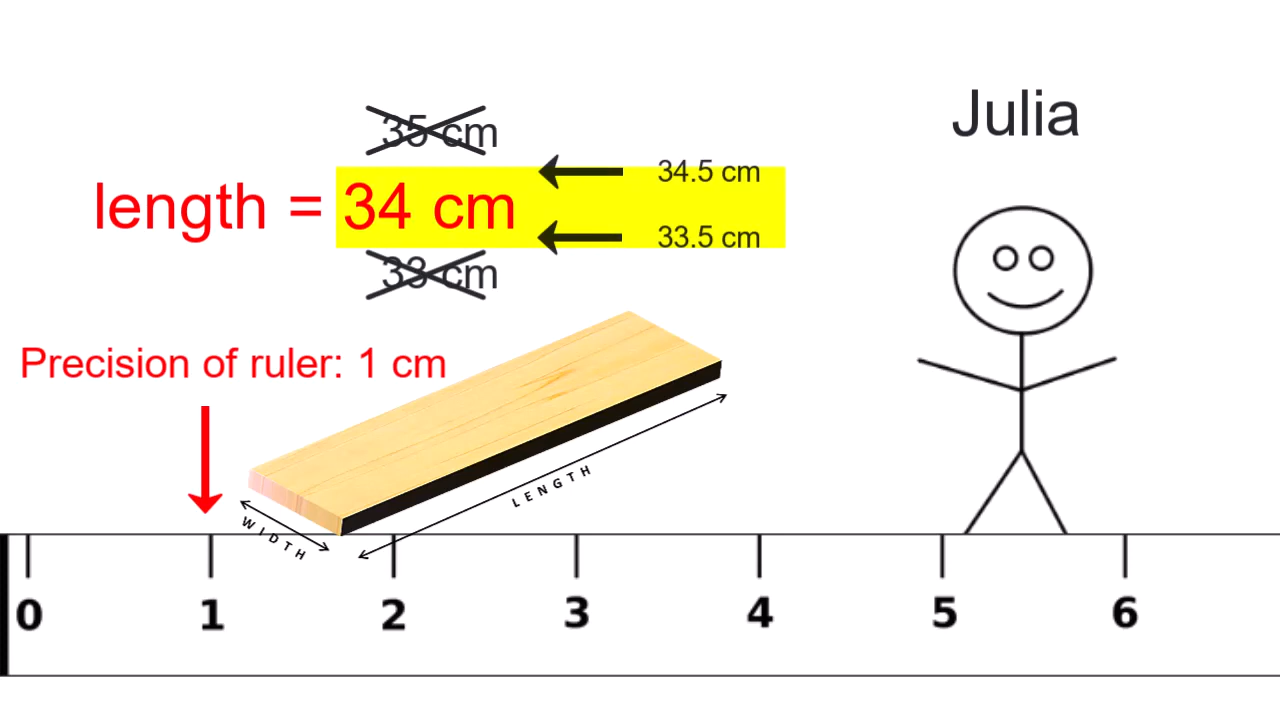 Julia
35 cm
34.5 cm
length = 34 cm
33.5 cm
33 cm
Precision of ruler: 1 cm
LENGTH
WIDTH
0 1 2 3 4 5 6